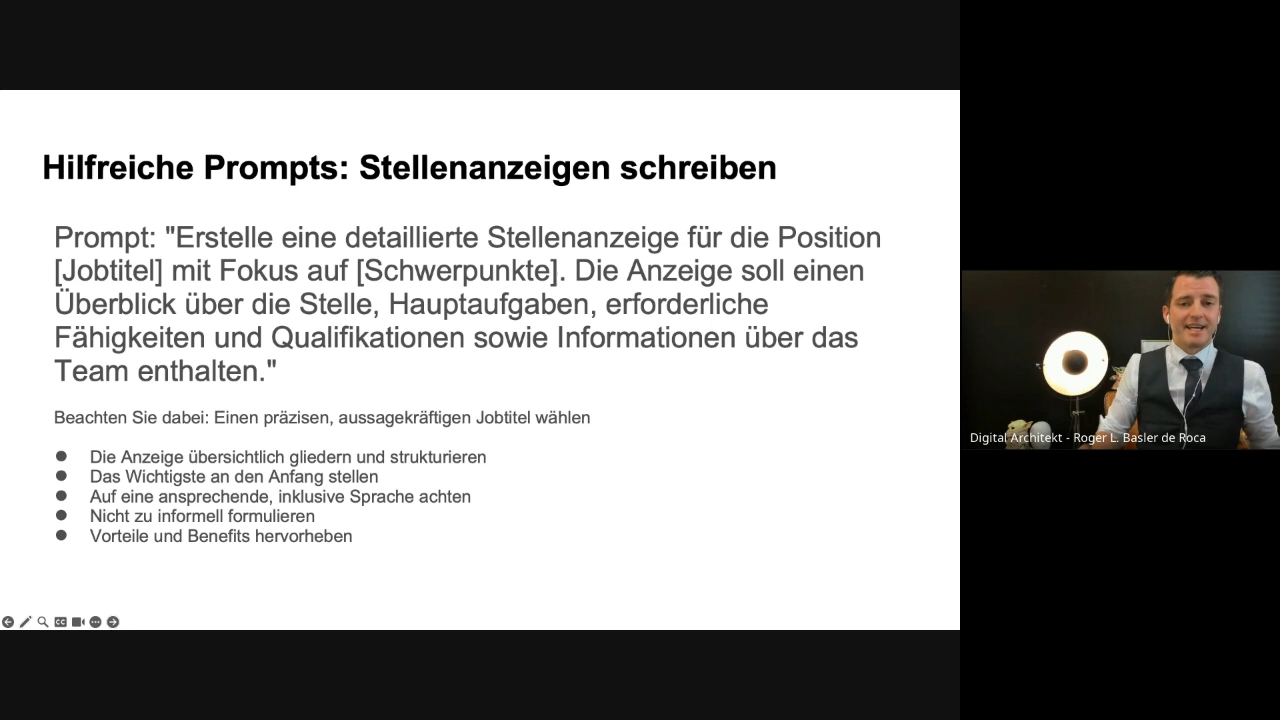 Hilfreiche Prompts: Stellenanzeigen schreiben
Prompt: "Erstelle eine detaillierte Stellenanzeige für die Position
[Jobtitel] mit Fokus auf [Schwerpunkte]. Die Anzeige soll einen
Überblick über die Stelle, Hauptaufgaben, erforderliche
Fähigkeiten und Qualifikationen sowie Informationen über das
Team enthalten."
Beachten Sie dabei: Einen präzisen, aussagekräftigen Jobtitel wählen
● Die Anzeige übersichtlich gliedern und strukturieren
● Das Wichtigste an den Anfang stellen
● Auf eine ansprechende, inklusive Sprache achten
● Nicht zu informell formulieren
● Vorteile und Benefits hervorheben
CC
Digital Architekt - Roger L. Basler de Roca